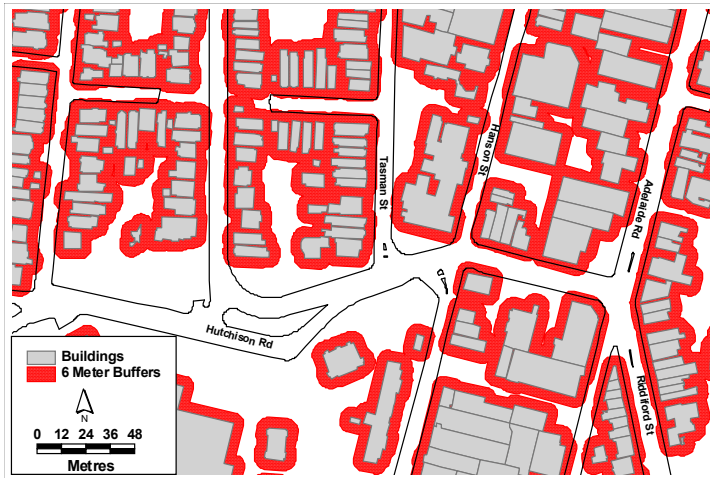 Hanson St
Tasman St
Adelaide Rd
Hutchison Rd
Riddiford St
Buildings
6 Meter Buffers
N
0 12 24 36 48
Metres